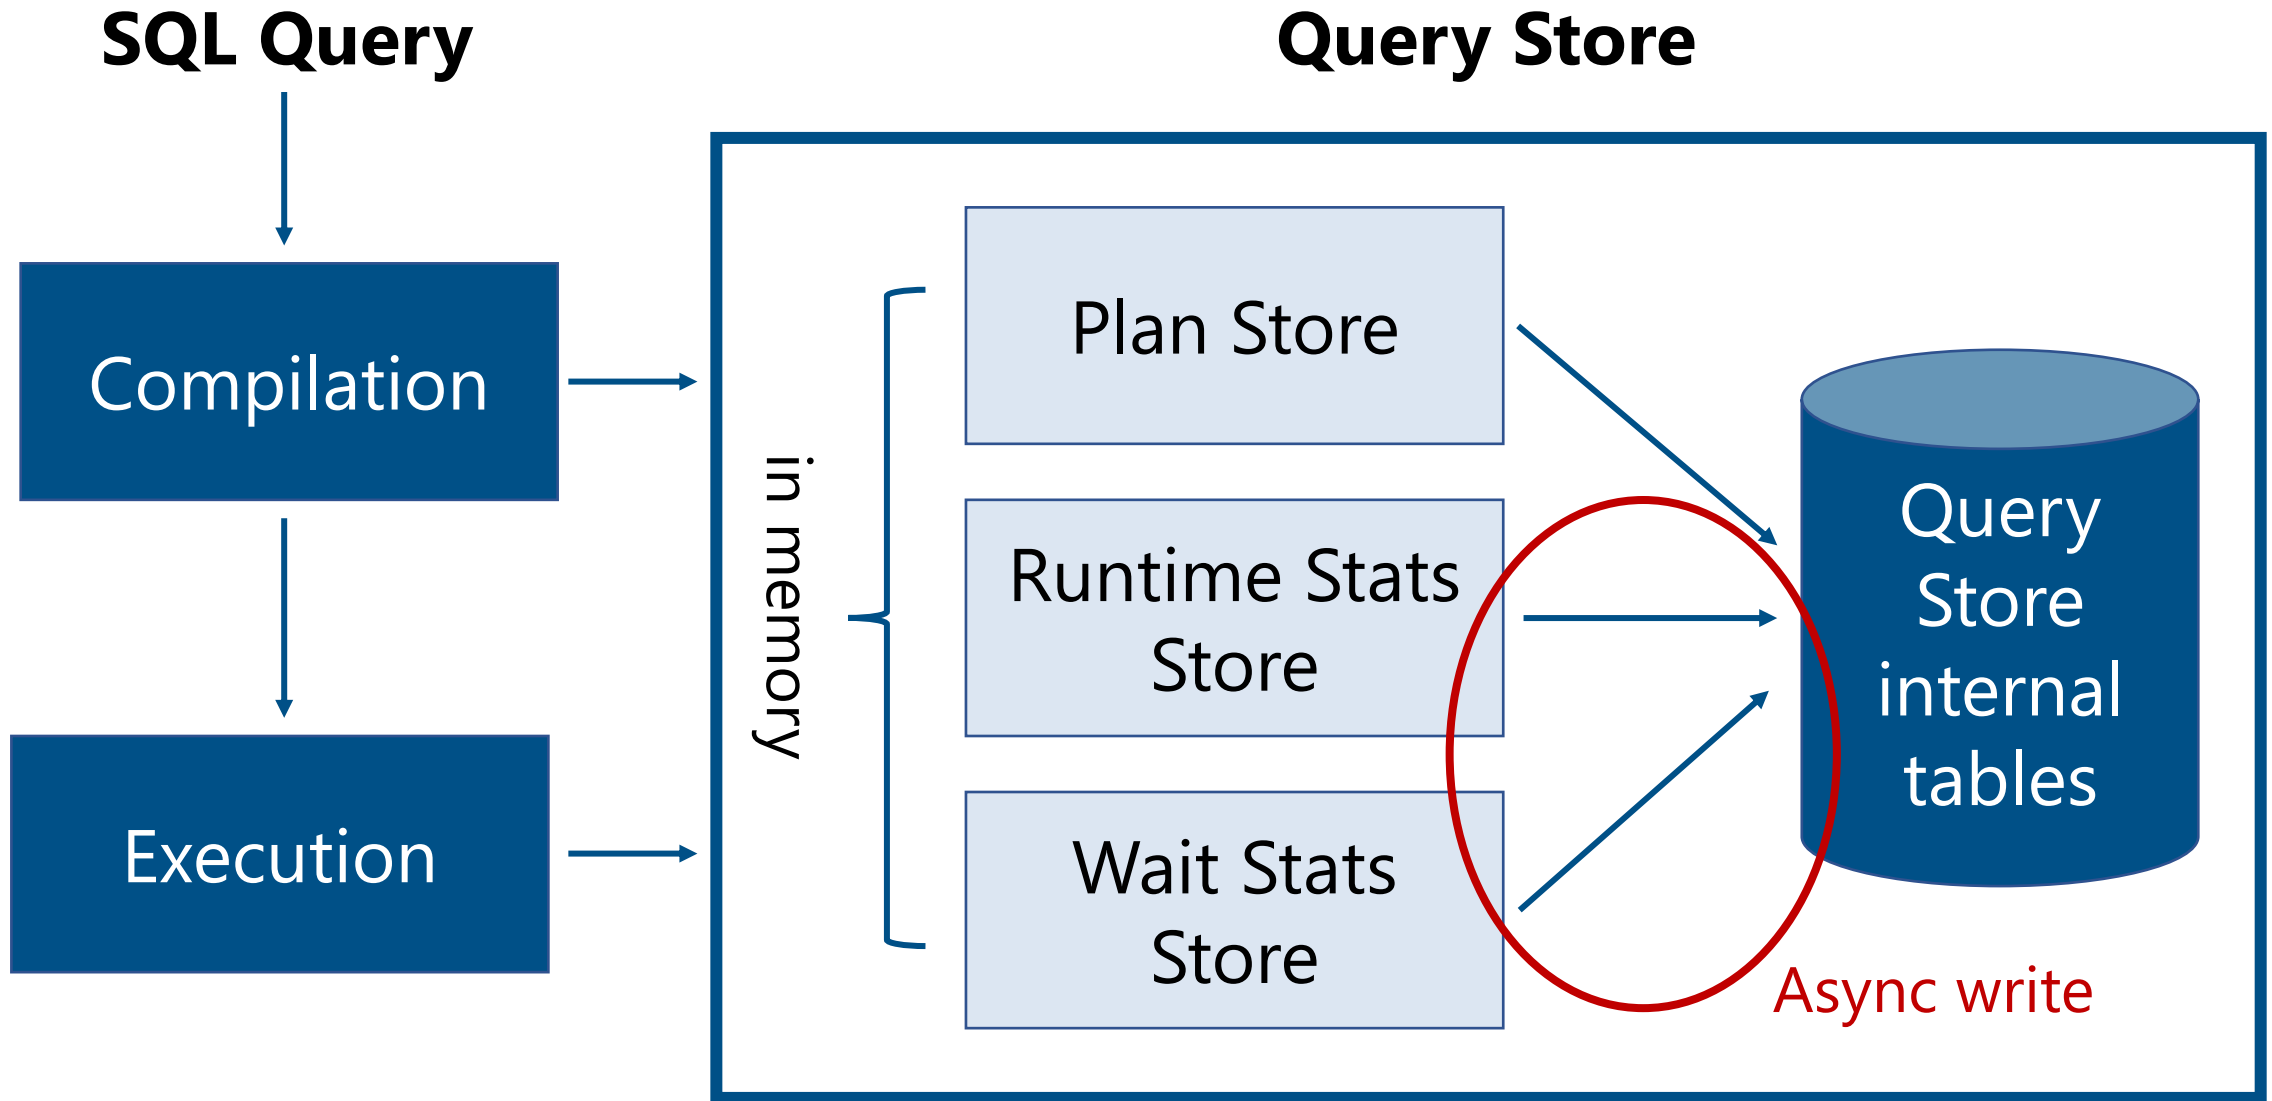 SQL Query
Query Store
Compilation
Execution
in memory
Plan Store
Runtime Stats
Store
Wait Stats
Store
Query
Store
internal
tables
Async write